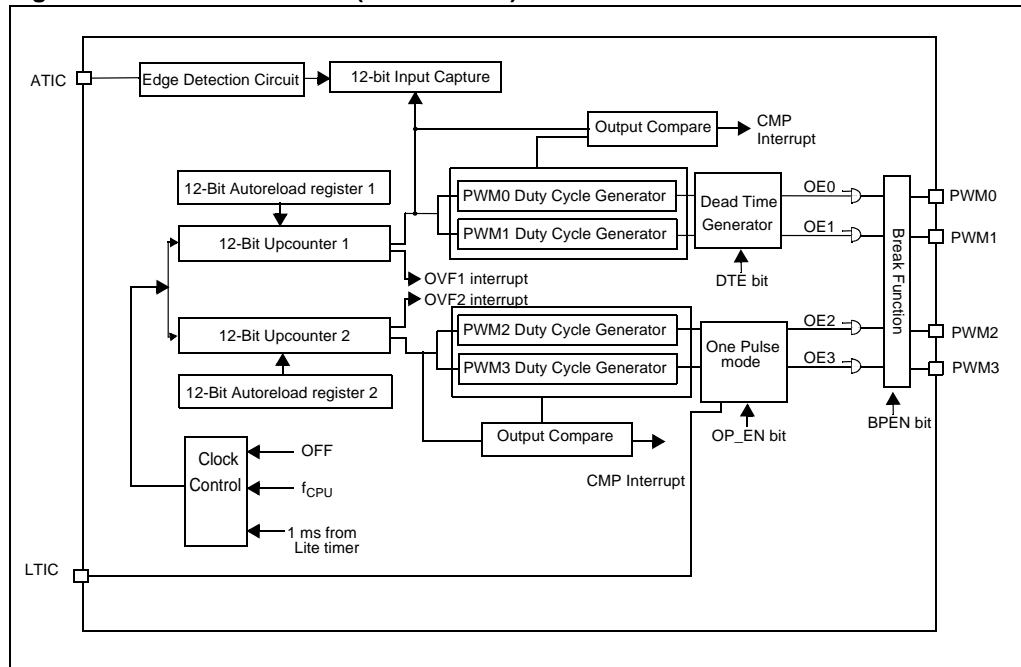 ATIC
Edge Detection Circuit
12-bit Input Capture
Output Compare
CMP
Interrupt
12-Bit Autoreload register 1
PWM0 Duty Cycle Generator
Dead Time
Generator
OE0
PWM0
12-Bit Upcounter 1
PWM1 Duty Cycle Generator
OE1
PWM1
Break Function
OVF1 interrupt
DTE bit
OVF2 interrupt
12-Bit Upcounter 2
PWM2 Duty Cycle Generator
One Pulse
mode
OE2
PWM2
PWM3 Duty Cycle Generator
OE3
PWM3
12-Bit Autoreload register 2
BPEN bit
Output Compare
OP_EN bit
CMP Interrupt
Clock
Control
OFF
fCPU
1 ms from
Lite timer
LTIC